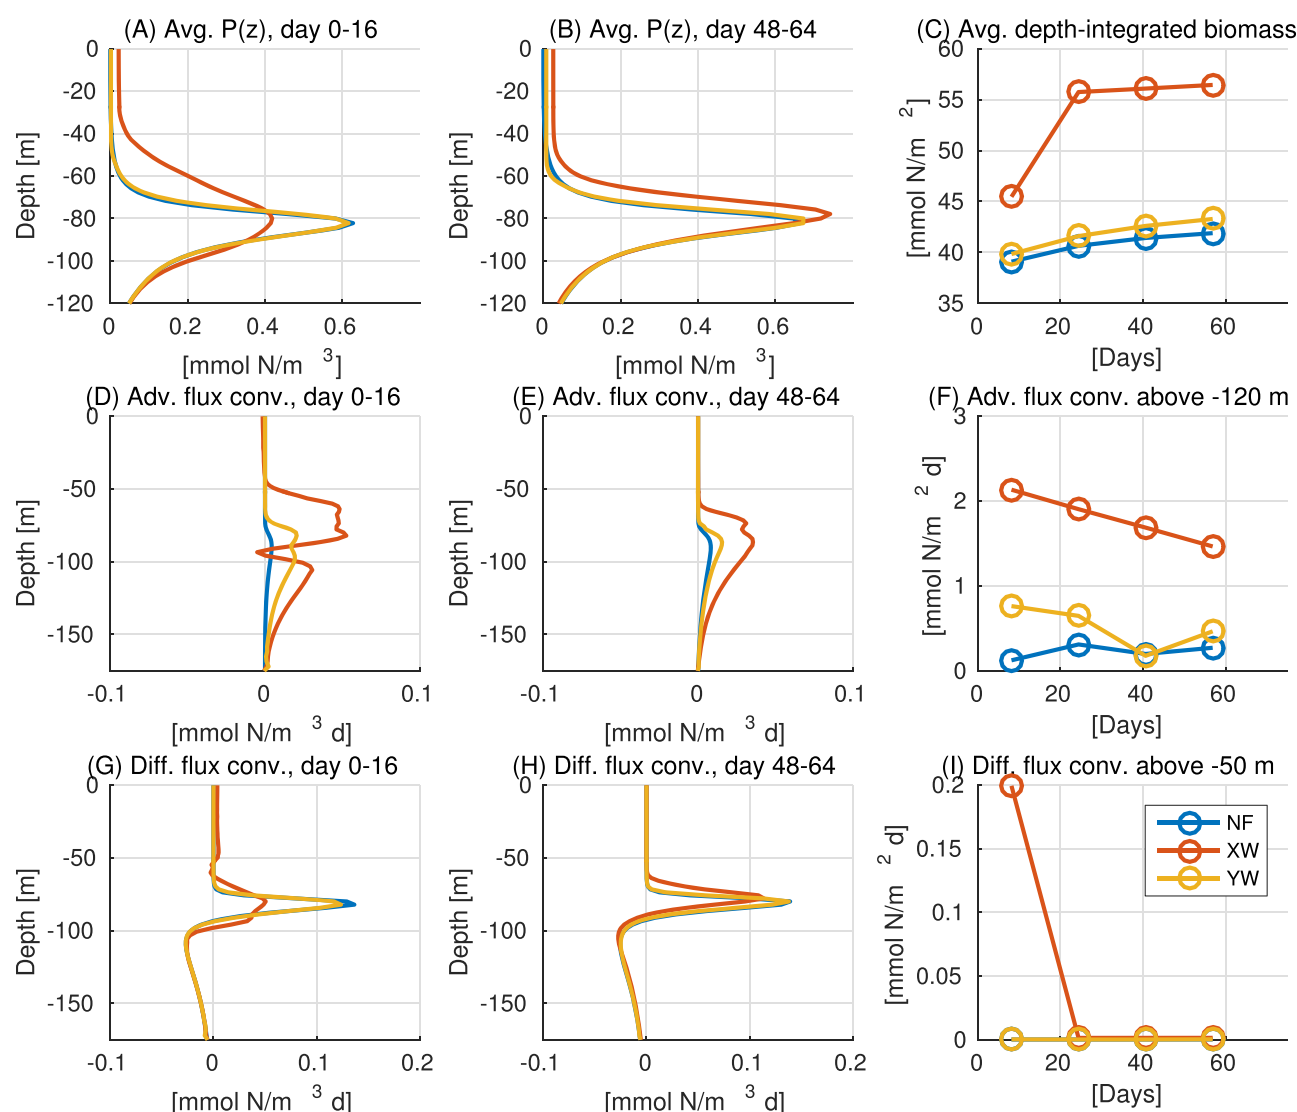 (A) Avg. P(z), day 0-16
(B) Avg. P(z), day 48-64
(C) Avg. depth-integrated biomass
0
-20
-40
-60
-80
-100
-120
Depth [m]
0
0.2
0.4
0.6
[mmol N/m 3]
0
-20
-40
-60
-80
-100
-120
Depth [m]
0
0.2
0.4
0.6
[mmol N/m 3]
60
55
50
45
40
35
[mmol N/m 2]
0
20
40
60
[Days]
(D) Adv. flux conv., day 0-16
(E) Adv. flux conv., day 48-64
(F) Adv. flux conv. above -120 m
0
-50
-100
-150
Depth [m]
-0.1
0
0.1
[mmol N/m 3 d]
0
-50
-100
-150
Depth [m]
-0.1
0
0.1
[mmol N/m 3 d]
3
2
1
0
[mmol N/m 2 d]
0
20
40
60
[Days]
(G) Diff. flux conv., day 0-16
(H) Diff. flux conv., day 48-64
(I) Diff. flux conv. above -50 m
0
-50
-100
-150
Depth [m]
-0.1
0
0.1
0.2
[mmol N/m 3 d]
0
-50
-100
-150
Depth [m]
-0.1
0
0.1
0.2
[mmol N/m 3 d]
0.2
0.15
0.1
0.05
0
[mmol N/m 2 d]
NF
XW
YW
0
20
40
60
[Days]